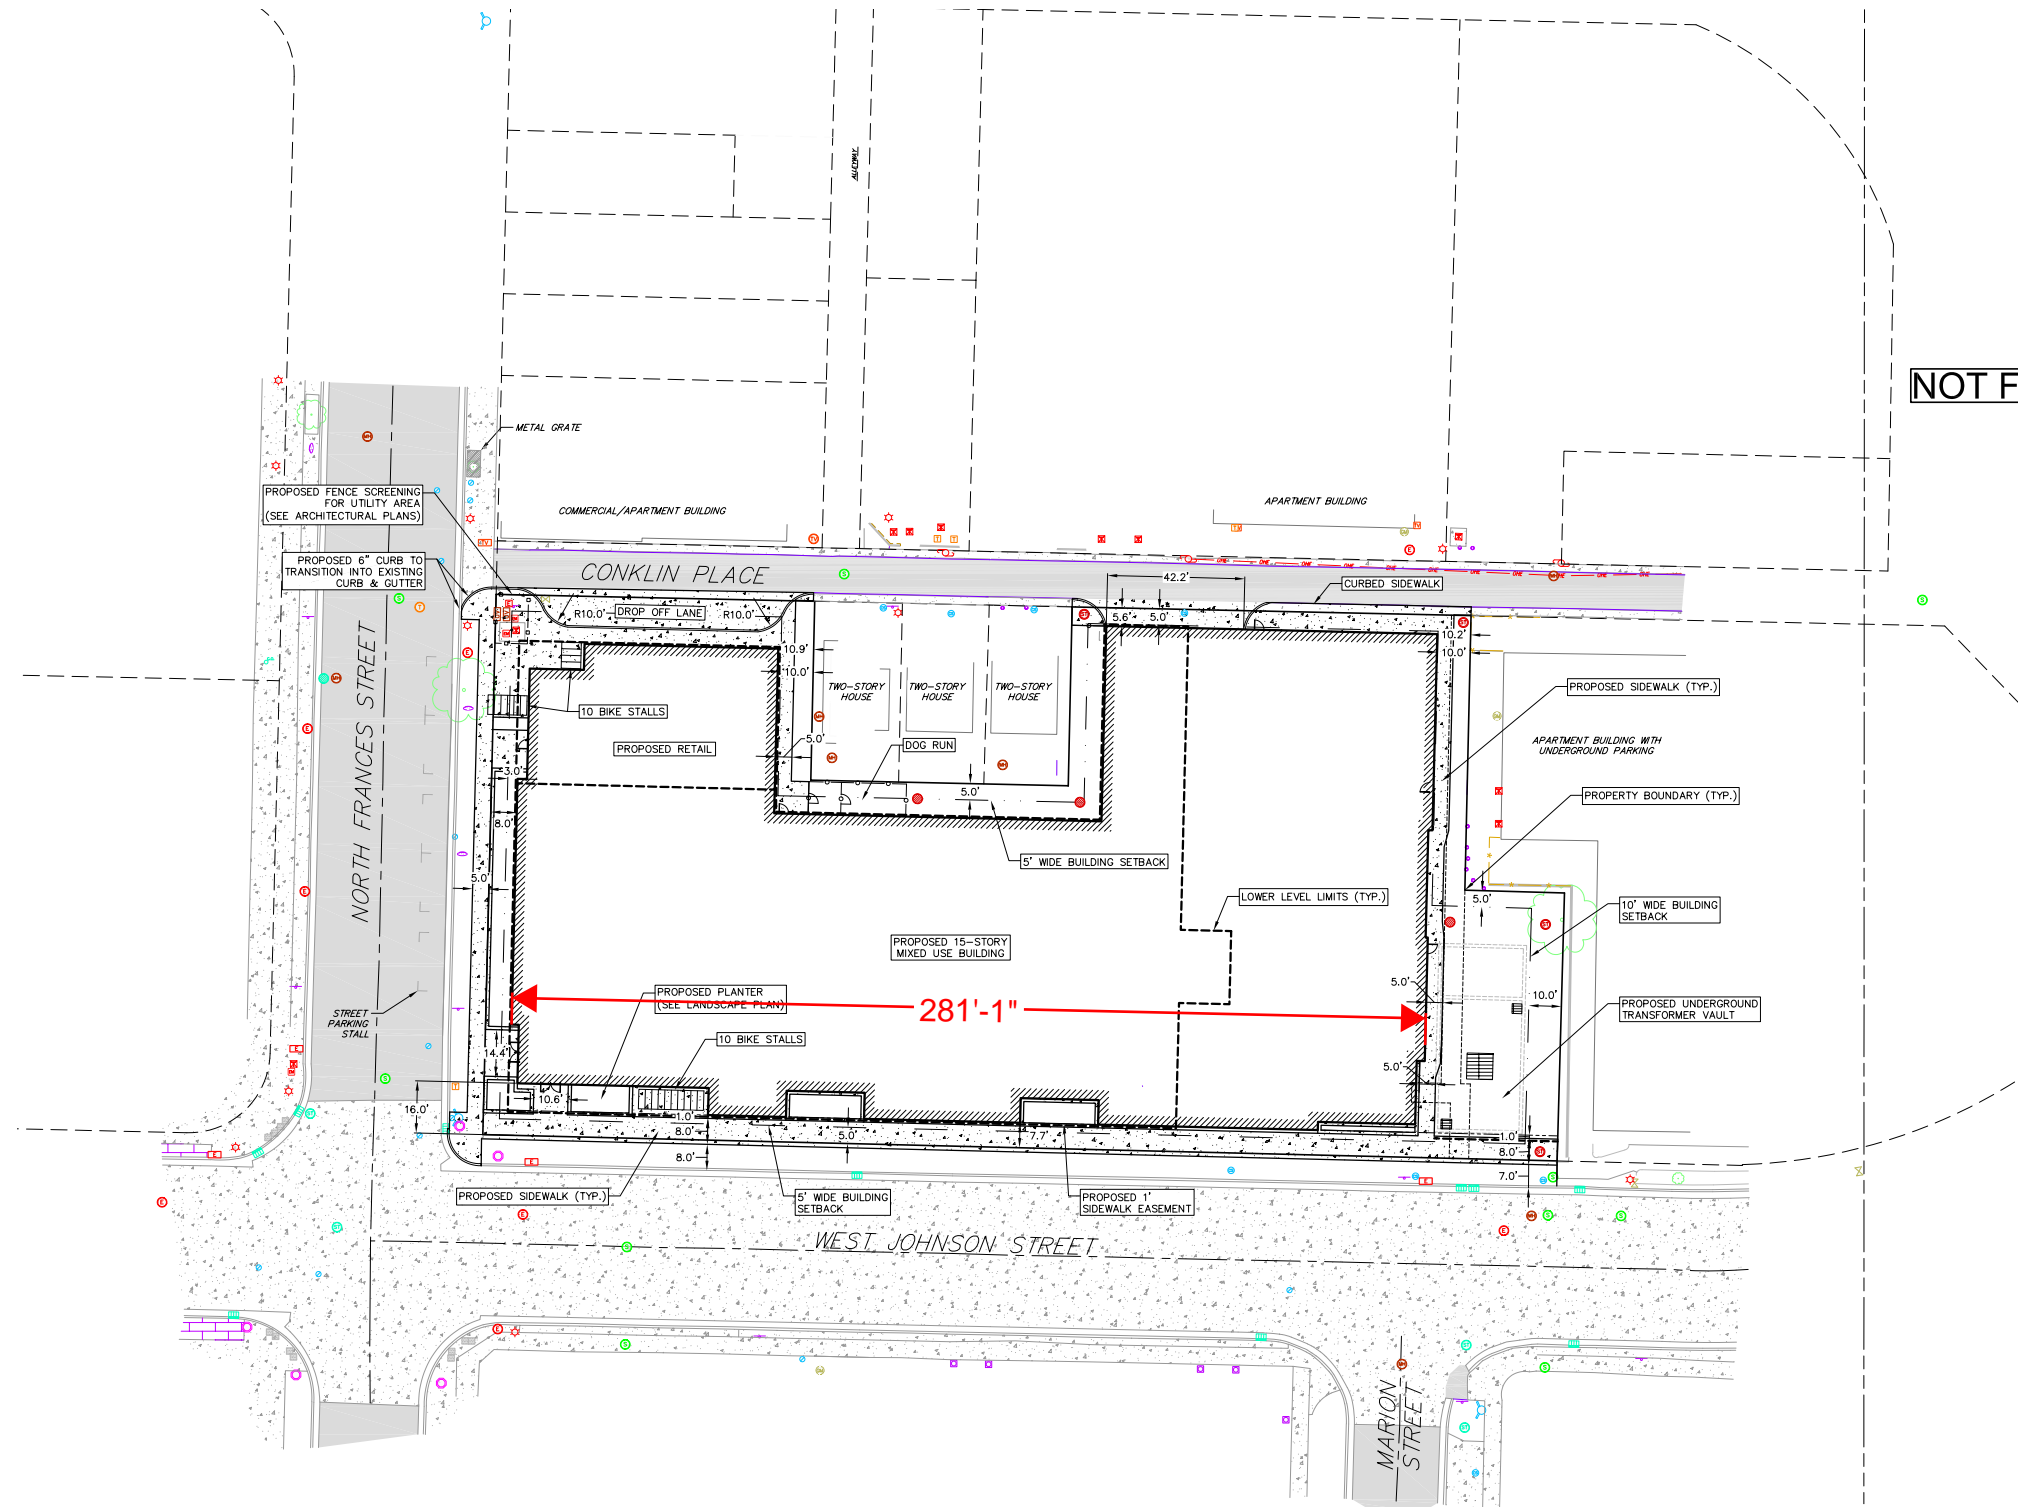 ALLEYWAY
NOT F
METAL GRATE
PROPOSED FENCE SCREENING
FOR UTILITY AREA
(SEE ARCHITECTURAL PLANS)
COMMERCIAL/APARTMENT BUILDING
APARTMENT BUILDING
PROPOSED 6" CURB TO
TRANSITION INTO EXISTING
CURB & GUTTER
CONKLIN PLACE
42.2'
CURBED SIDEWALK
R10.0'
DROP OFF LANE
R10.0'
5.6'
5.0'
10.2'
10.0'
10.9'
10.0'
TWO-STORY
HOUSE
TWO-STORY
HOUSE
TWO-STORY
HOUSE
PROPOSED SIDEWALK (TYP.)
10 BIKE STALLS
PROPOSED RETAIL
5.0'
DOG RUN
APARTMENT BUILDING WITH
UNDERGROUND PARKING
NORTH FRANCES STREET
3.0'
8.0'
5.0'
PROPERTY BOUNDARY (TYP.)
5' WIDE BUILDING SETBACK
5.0'
LOWER LEVEL LIMITS (TYP.)
5.0'
10' WIDE BUILDING
SETBACK
PROPOSED 15-STORY
MIXED USE BUILDING
PROPOSED PLANTER
(SEE LANDSCAPE PLAN)
281'-1"
5.0'
10.0'
PROPOSED UNDERGROUND
TRANSFORMER VAULT
STREET
PARKING
STALL
10 BIKE STALLS
14.4'
5.0'
16.0'
10.6'
1.0'
8.0'
5.0'
7.7'
1.0'
8.0'
8.0'
7.0'
PROPOSED SIDEWALK (TYP.)
5' WIDE BUILDING
SETBACK
PROPOSED 1'
SIDEWALK EASEMENT
WEST JOHNSON STREET
MARION
STREET